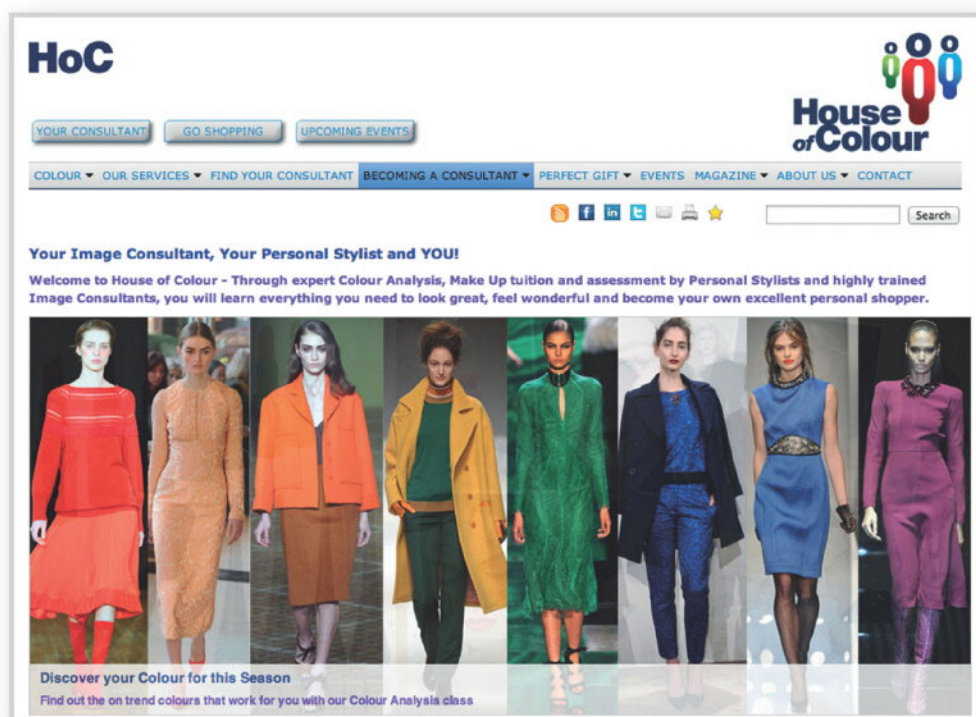 HoC
House
of Colour
YOUR CONSULTANT GO SHOPPING UPCOMING EVENTS
COLOUR OUR SERVICES FIND YOUR CONSULTANT BECOMING A CONSULTANT PERFECT GIFT EVENTS MAGAZINE ABOUT US CONTACT
Search
Your Image Consultant, Your Personal Stylist and YOU!
Welcome to House of Colour - Through expert Colour Analysis, Make Up tuition and assessment by Personal Stylists and highly trained
Image Consultants, you will learn everything you need to look great, feel wonderful and become your own excellent personal shopper.
Discover your Colour for this Season
Find out the on trend colours that work for you with our Colour Analysis class